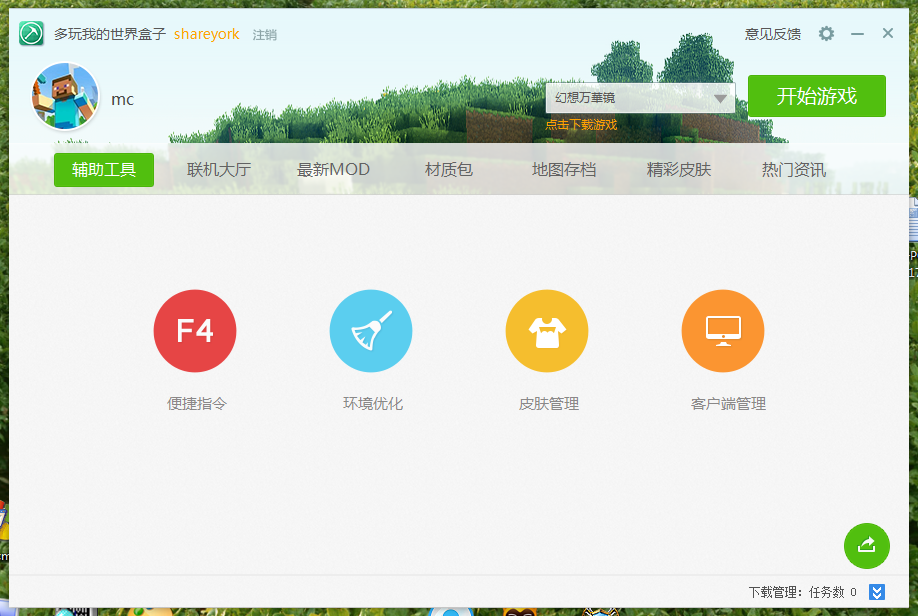 多玩我的世界盒子 shareyork 注销 意见反馈
mc
幻想万華镜
开始游戏
点击下载游戏
辅助工具 联机大厅 最新MOD 材质包 地图存档 精彩皮肤 热门资讯
F4
便捷指令 环境优化 皮肤管理 客户端管理
下载管理: 任务数 0